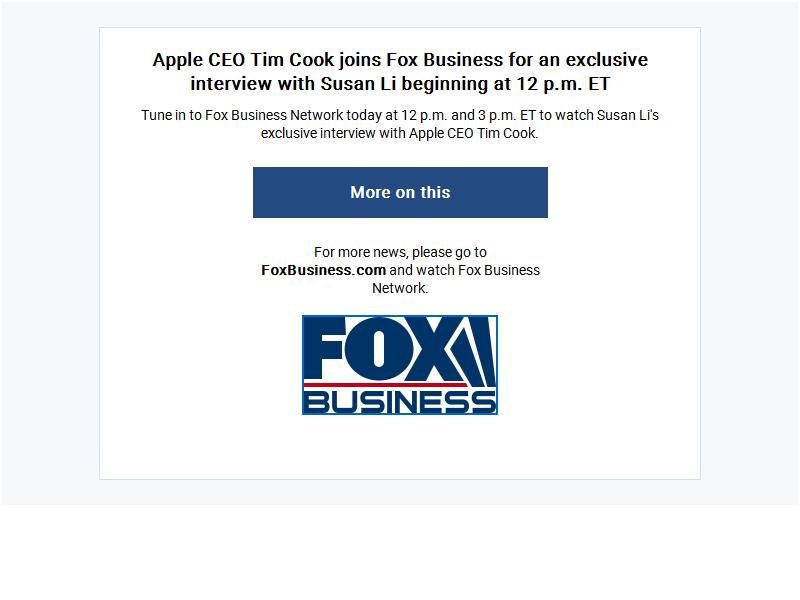 Apple CEO Tim Cook joins Fox Business for an exclusive
interview with Susan Li beginning at 12 p.m. ET
Tune in to Fox Business Network today at 12 p.m. and 3 p.m. ET to watch Susan Li's
exclusive interview with Apple CEO Tim Cook.
More on this
For more news, please go to
FoxBusiness.com and watch Fox Business
Network.
FOX
BUSINESS